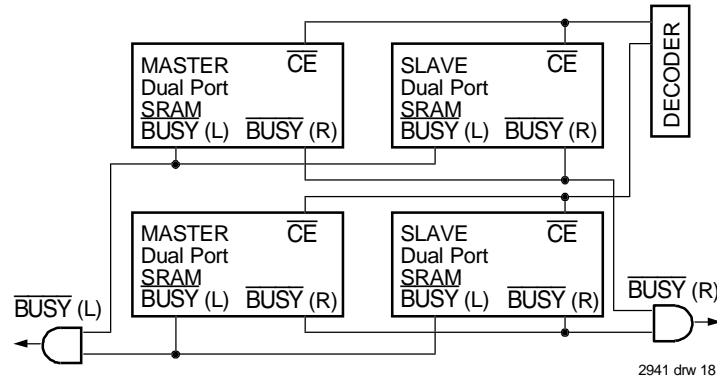 MASTER
Dual Port
SRAM
CE
BUSY (L) BUSY (R)
SLAVE
Dual Port
SRAM
CE
BUSY (L) BUSY (R)
DECODER
MASTER
Dual Port
SRAM
CE
BUSY (L) BUSY (R)
SLAVE
Dual Port
SRAM
CE
BUSY (L) BUSY (R)
BUSY (L)
BUSY (R)
2941 drw 18